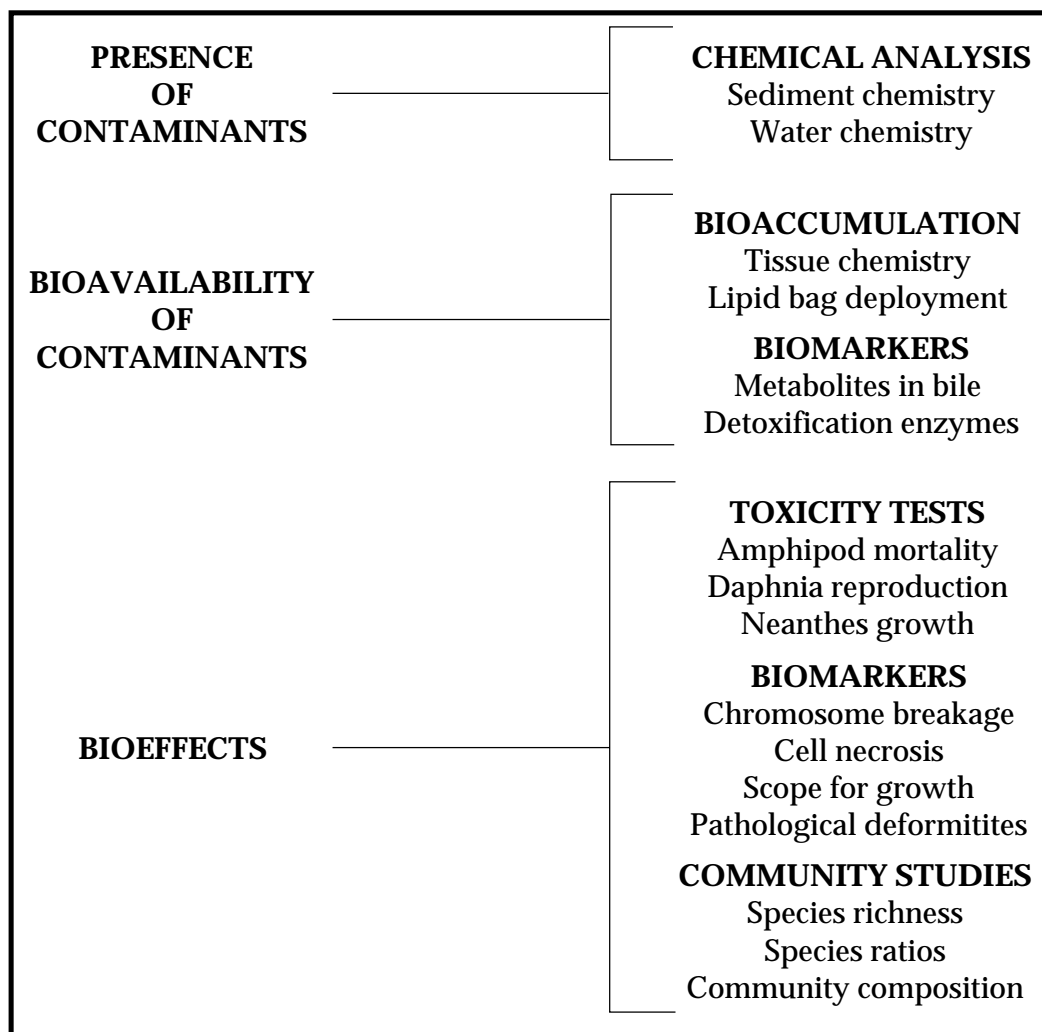 PRESENCE
OF
CONTAMINANTS
CHEMICAL ANALYSIS
Sediment chemistry
Water chemistry
BIOAVAILABILITY
OF
CONTAMINANTS
BIOACCUMULATION
Tissue chemistry
Lipid bag deployment
BIOMARKERS
Metabolites in bile
Detoxification enzymes
BIOEFFECTS
TOXICITY TESTS
Amphipod mortality
Daphnia reproduction
Neanthes growth
BIOMARKERS
Chromosome breakage
Cell necrosis
Scope for growth
Pathological deformitites
COMMUNITY STUDIES
Species richness
Species ratios
Community composition